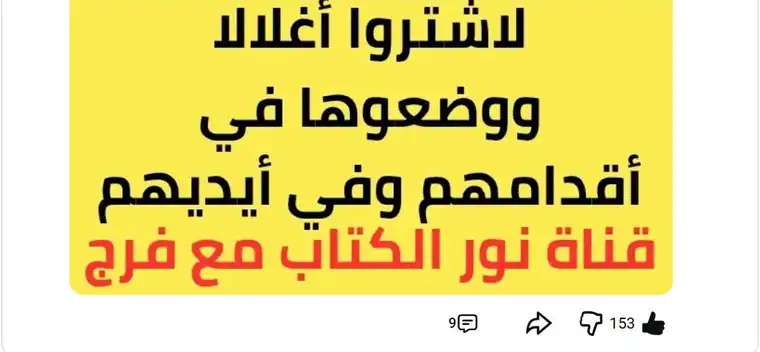 لاشتروا أغلالا
ووضعوها في
أقدامهم وفي أيديهم
قناة نور الكتاب مع فرج
153
9